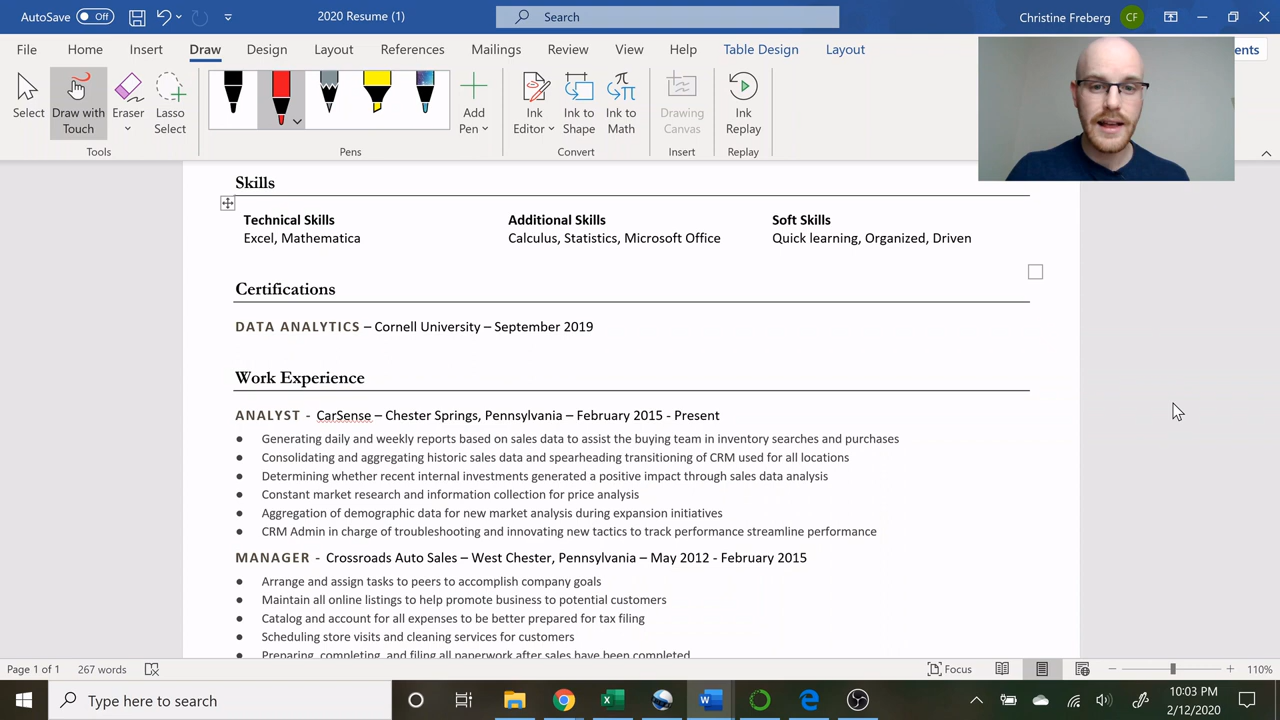 AutoSave Off 2020 Resume (1) Search Christine Freberg CF
File Home Insert Draw Design Layout References Mailings Review View Help Table Design Layout
Select Draw with Touch Eraser Lasso Select Add Pen Ink Editor Ink to Shape Ink to Math Drawing Canvas Ink Replay
Tools Pens Convert Insert Replay
Skills
Technical Skills Additional Skills Soft Skills
Excel, Mathematica Calculus, Statistics, Microsoft Office Quick learning, Organized, Driven
Certifications
DATA ANALYTICS – Cornell University – September 2019
Work Experience
ANALYST - CarSense – Chester Springs, Pennsylvania – February 2015 - Present
● Generating daily and weekly reports based on sales data to assist the buying team in inventory searches and purchases
● Consolidating and aggregating historic sales data and spearheading transitioning of CRM used for all locations
● Determining whether recent internal investments generated a positive impact through sales data analysis
● Constant market research and information collection for price analysis
● Aggregation of demographic data for new market analysis during expansion initiatives
● CRM Admin in charge of troubleshooting and innovating new tactics to track performance streamline performance
MANAGER - Crossroads Auto Sales – West Chester, Pennsylvania – May 2012 - February 2015
● Arrange and assign tasks to peers to accomplish company goals
● Maintain all online listings to help promote business to potential customers
● Catalog and account for all expenses to be better prepared for tax filing
● Scheduling store visits and cleaning services for customers
● Preparing, completing, and filing all paperwork after sales have been completed
Page 1 of 1 267 words Focus 110%
Type here to search 10:03 PM
2/12/2020